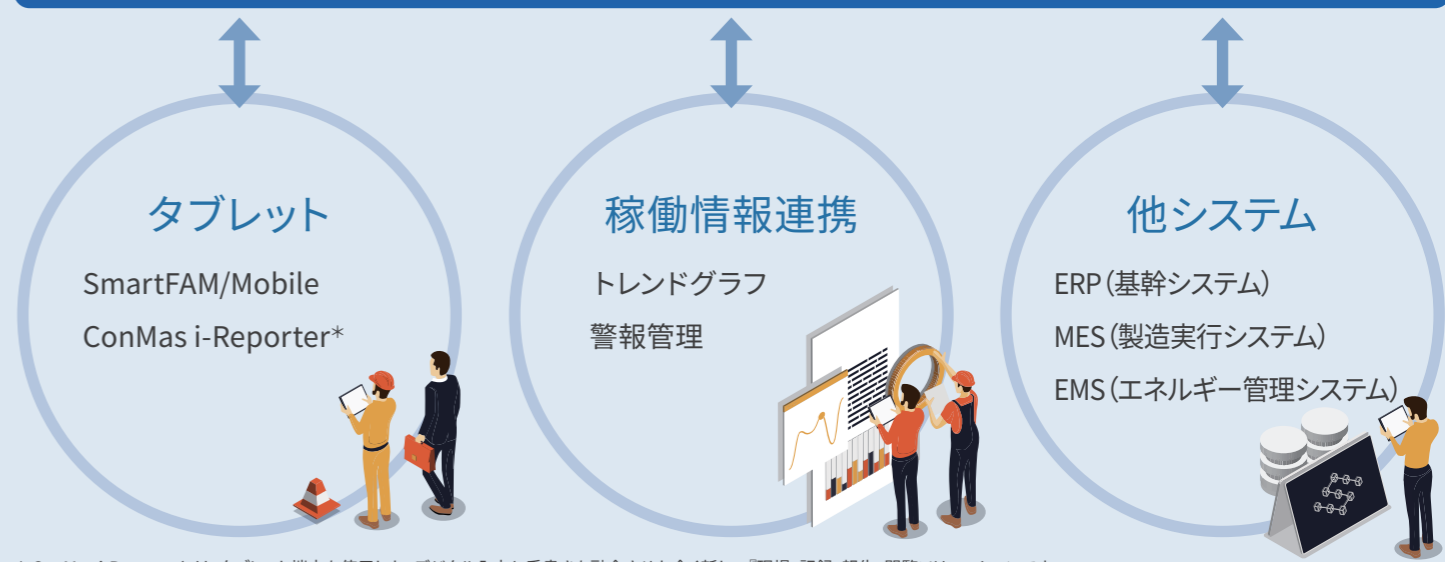 タブレット
SmartFAM/Mobile
ConMas i-Reporter*
稼働情報連携
トレンドグラフ
警報管理
他システム
ERP(基幹システム)
MES(製造実行システム)
EMS(エネルギー管理システム)